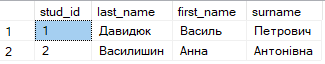 stud_id last_name first_name surname
1 1 Давидюк Василь Петрович
2 2 Василишин Анна Антонівна